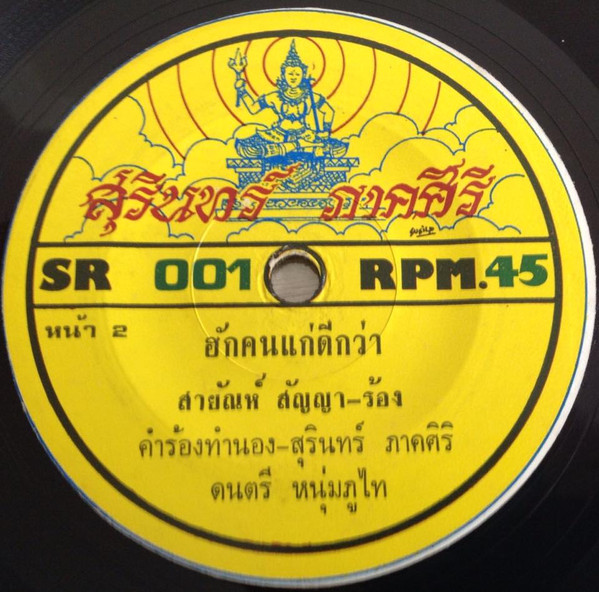 สุรินทร์ ภาคศิริ
SR 001 RPM.45
หน้า 2
ฮักคนแก่ดีกว่า
สายัณห์ สัญญา-ร้อง
คำร้องทำนอง-สุรินทร์ ภาคศิริ
ดนตรี หนุ่มภูไท